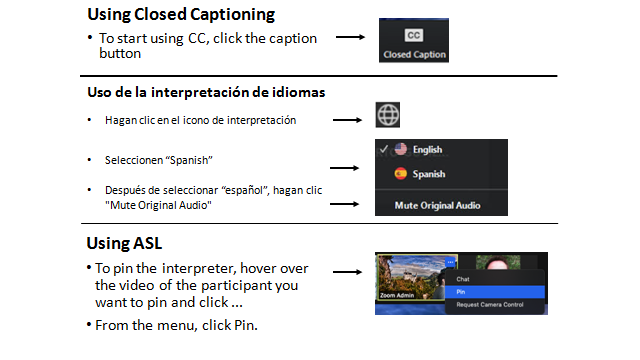 Using Closed Captioning
• To start using CC, click the caption
button
CC
Closed Caption
Uso de la interpretación de idiomas
• Hagan clic en el icono de interpretación
• Seleccionen “Spanish”
• Después de seleccionar “español”, hagan clic
"Mute Original Audio"
✓ English
Spanish
Mute Original Audio
Using ASL
• To pin the interpreter, hover over
the video of the participant you
want to pin and click ...
• From the menu, click Pin.
...
Zoom Admin
Chat
Pin
Request Camera Control